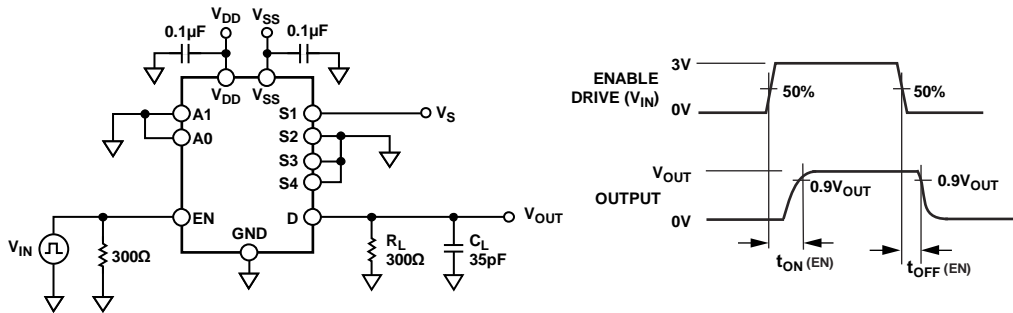 VDD VSS
0.1µF 0.1µF
VDD VSS
A1 S1 VS
A0 S2
S3
S4
EN D VOUT
GND
VIN
300Ω
RL
300Ω
CL
35pF
3V
ENABLE
DRIVE (VIN)
50% 50%
0V
VOUT
0.9VOUT 0.9VOUT
OUTPUT
0V
tON (EN) tOFF (EN)